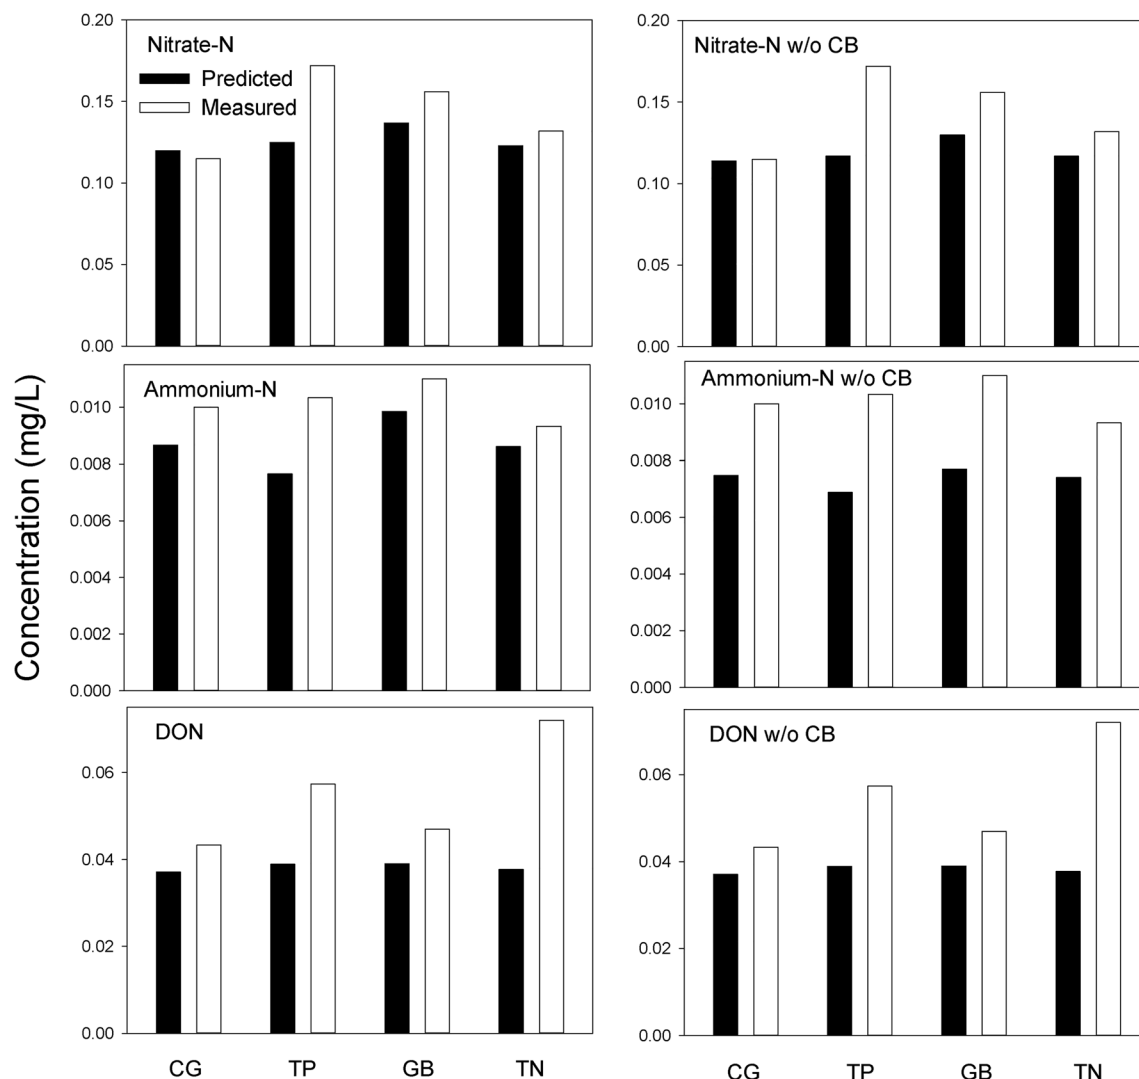 Concentration (mg/L)
Nitrate-N
Predicted
Measured
0.20
0.15
0.10
0.05
0.00
Nitrate-N w/o CB
0.20
0.15
0.10
0.05
0.00
Ammonium-N
0.010
0.008
0.006
0.004
0.002
0.000
Ammonium-N w/o CB
0.010
0.008
0.006
0.004
0.002
0.000
DON
0.06
0.04
0.02
0.00
DON w/o CB
0.06
0.04
0.02
0.00
CG TP GB TN
CG TP GB TN